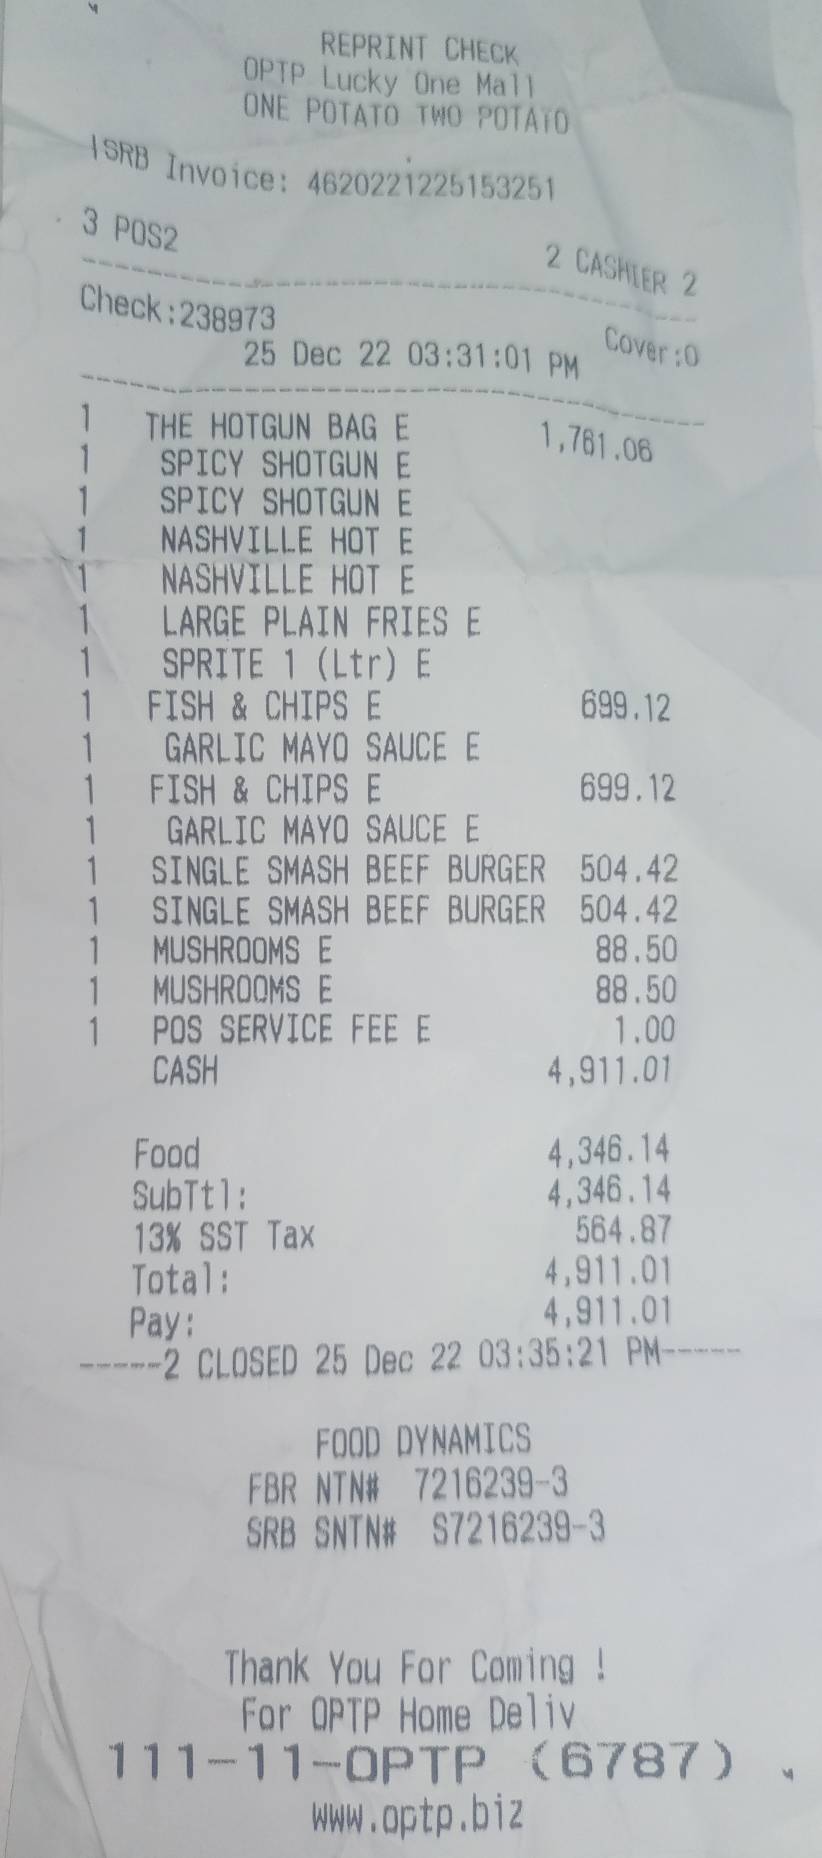 REPRINT CHECK
OPTP Lucky One Mall
ONE POTATO TWO POTATO
SRB Invoice: 4620221225153251
3 POS2 2 CASHIER 2
Check:238973 Cover:0
25 Dec 22 03:31:01 PM
1 THE HOTGUN BAG E 1,761.06
1 SPICY SHOTGUN E
1 SPICY SHOTGUN E
1 NASHVILLE HOT E
1 NASHVILLE HOT E
1 LARGE PLAIN FRIES E
1 SPRITE 1 (Ltr) E
1 FISH & CHIPS E 699.12
1 GARLIC MAYO SAUCE E
1 FISH & CHIPS E 699.12
1 GARLIC MAYO SAUCE E
1 SINGLE SMASH BEEF BURGER 504.42
1 SINGLE SMASH BEEF BURGER 504.42
1 MUSHROOMS E 88.50
1 MUSHROOMS E 88.50
1 POS SERVICE FEE E 1.00
CASH 4,911.01
Food 4,346.14
SubTtl: 4,346.14
13% SST Tax 564.87
Total: 4,911.01
Pay: 4,911.01
-----2 CLOSED 25 Dec 22 03:35:21 PM-----
FOOD DYNAMICS
FBR NTN# 7216239-3
SRB SNTN# S7216239-3
Thank You For Coming !
For OPTP Home Deliv
111-11-OPTP (6787)
www.optp.biz